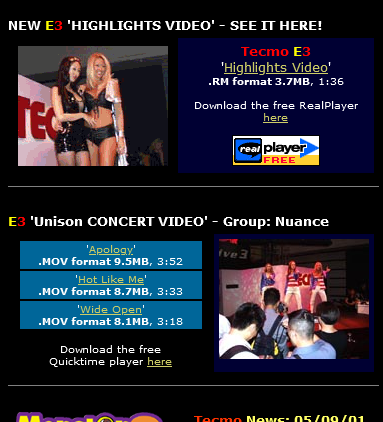 NEW E3 'HIGHLIGHTS VIDEO' - SEE IT HERE!
Tecmo E3
'Highlights Video'
.RM format 3.7MB, 1:36
Download the free RealPlayer
here
real player
FREE
E3 'Unison CONCERT VIDEO' - Group: Nuance
'Apology'
.MOV format 9.5MB, 3:52
'Hot Like Me'
.MOV format 8.7MB, 3:33
'Wide Open'
.MOV format 8.1MB, 3:18
Download the free
Quicktime player here
Tecmo News: 05/09/01